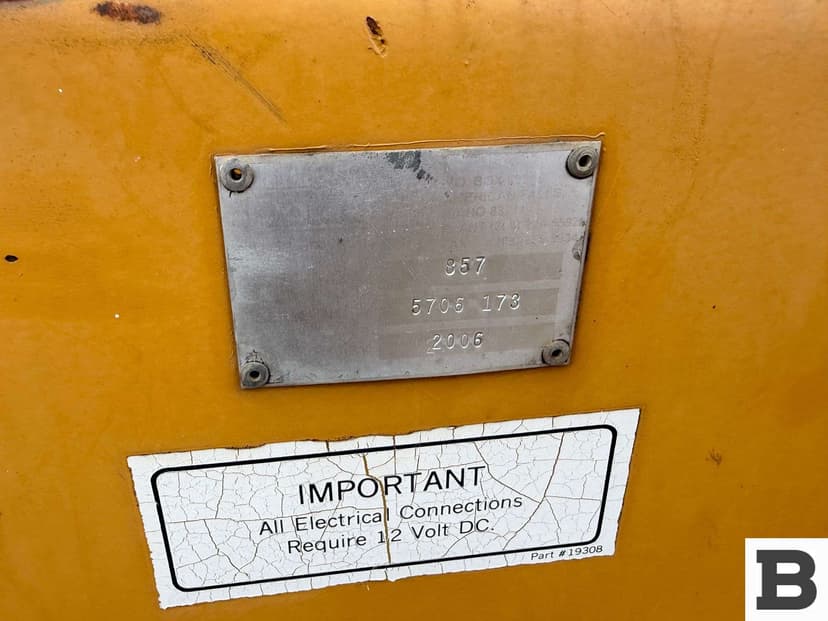 857
5706 173
2006
IMPORTANT
All Electrical Connections
Require 12 Volt DC.
Part # 19308
B